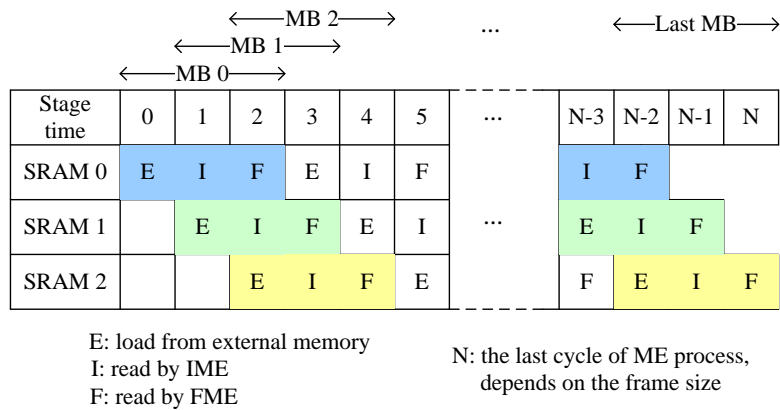 MB 2
...
Last MB
MB 1
MB 0
Stage time 0 1 2 3 4 5 ... N-3 N-2 N-1 N
SRAM 0 E I F E I F I F
SRAM 1 E I F E I ... E I F
SRAM 2 E I F E F E I F
E: load from external memory
I: read by IME
F: read by FME
N: the last cycle of ME process,
depends on the frame size